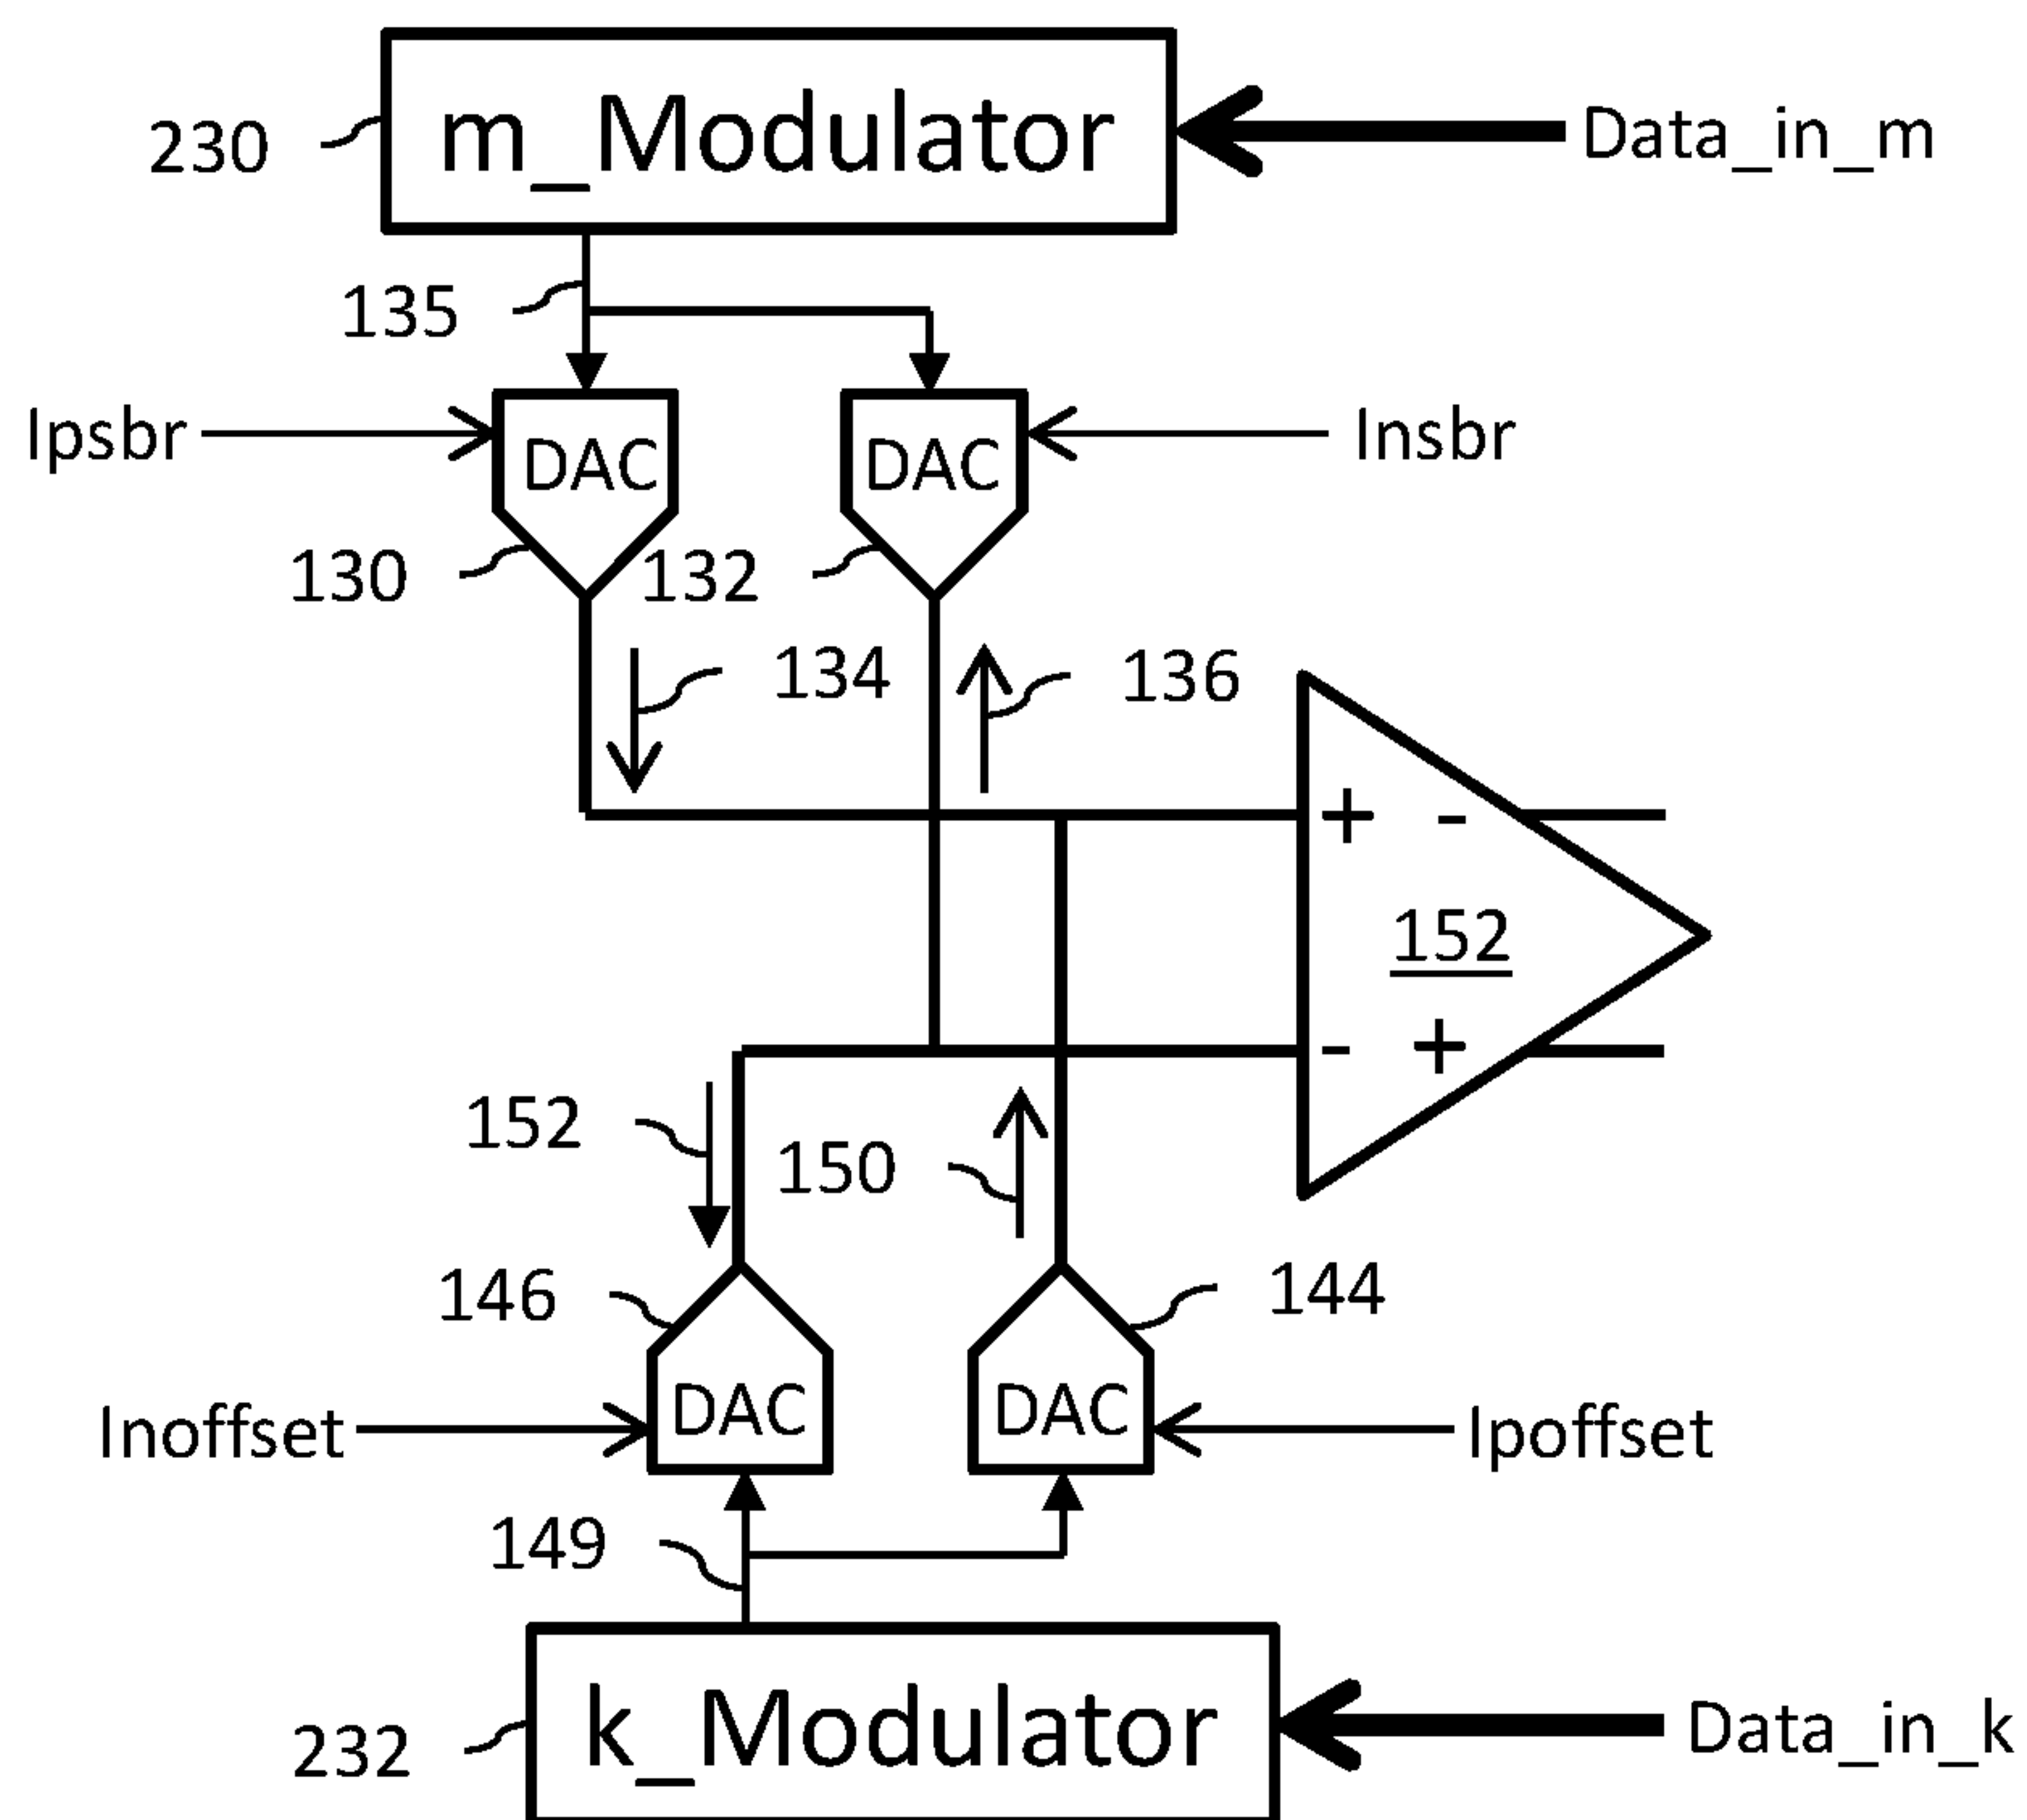 m_Modulator
Data_in_m
230
135
Ipsbr
DAC
DAC
Insbr
130
132
134
136
+ -
152
- +
152
150
146
144
Inoffset
DAC
DAC
Ipoffset
149
k_Modulator
Data_in_k
232